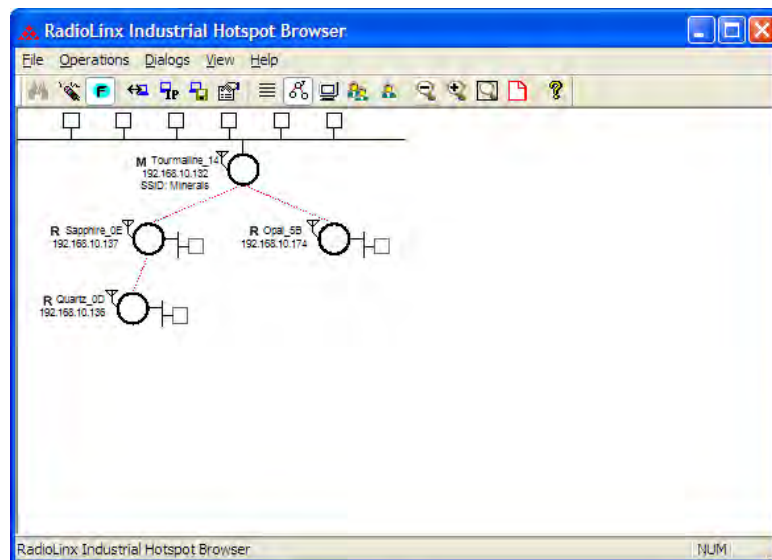 RadioLinx Industrial Hotspot Browser
File Operations Dialogs View Help
F IP ?
M Tourmaline_14
192.168.10.132
SSID: Minerals
R Sapphire_0E
192.168.10.137
R Opal_5B
192.168.10.174
R Quartz_0D
192.168.10.136
RadioLinx Industrial Hotspot Browser NUM